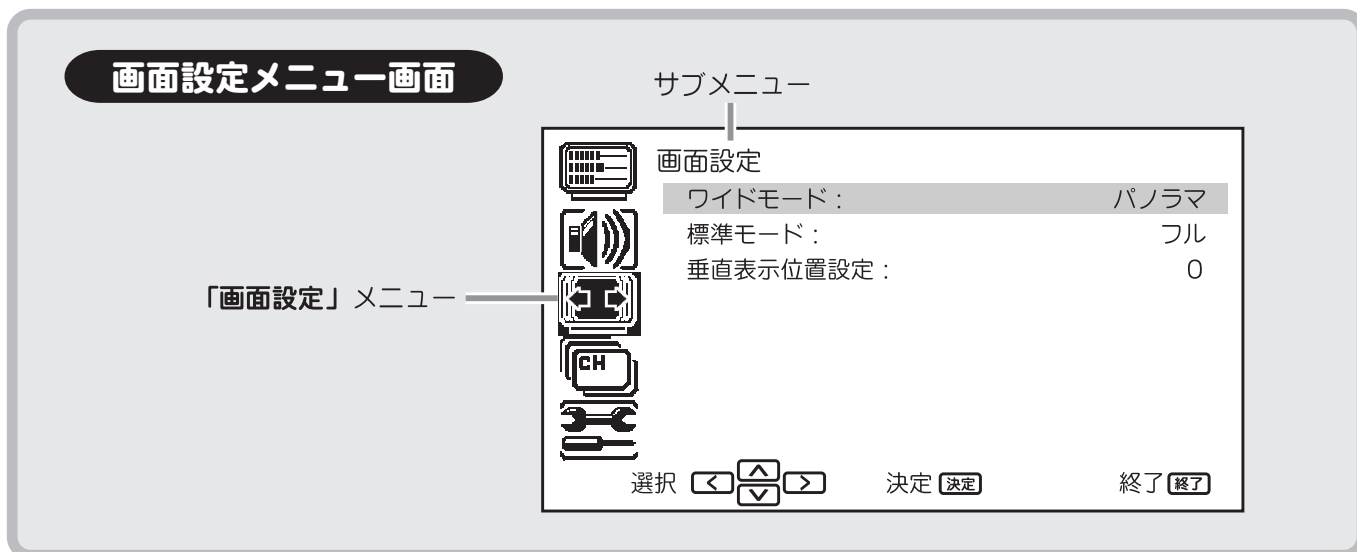 画面設定メニュー画面
サブメニュー
画面設定
ワイドモード： パノラマ
標準モード： フル
垂直表示位置設定： 0
「画面設定」メニュー
CH
選択 決定 決定 終了 終了